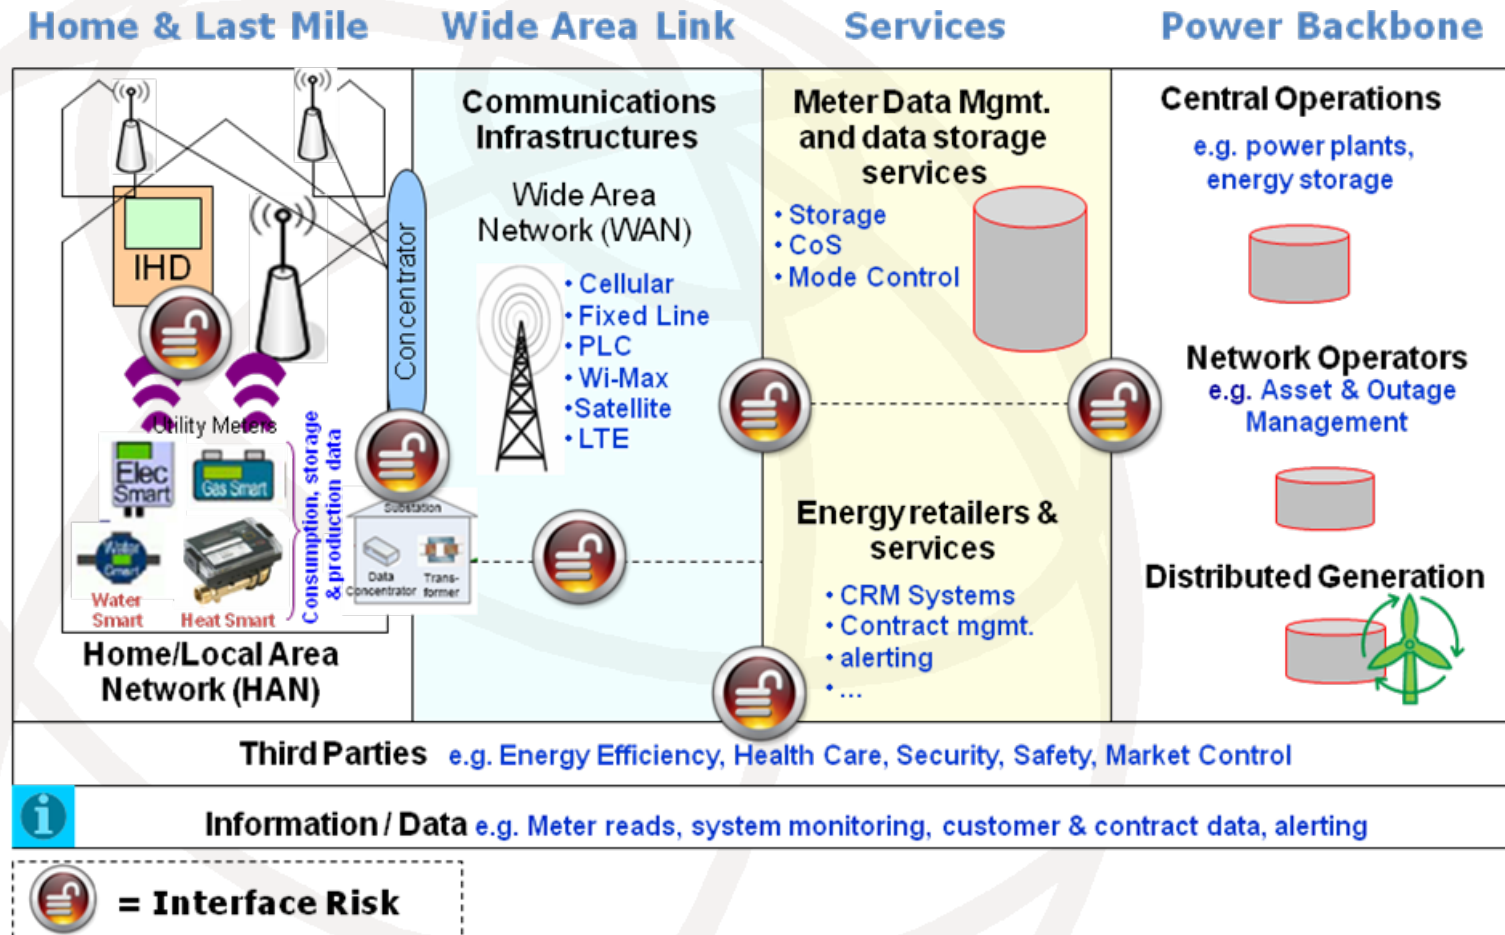 Home & Last Mile
Wide Area Link
Services
Power Backbone
IHD
Concentrator
Utility Meters
Elec
Smart
Gas Smart
Water
Smart
Water
Smart
Heat Smart
Consumption, storage
& production data
Substation
Data
Concentrator
Trans-
former
Home/Local Area
Network (HAN)
Communications
Infrastructures
Wide Area
Network (WAN)
• Cellular
• Fixed Line
• PLC
• Wi-Max
•Satellite
• LTE
Meter Data Mgmt.
and data storage
services
• Storage
• CoS
• Mode Control
Energy retailers &
services
• CRM Systems
• Contract mgmt.
• alerting
• ...
Central Operations
e.g. power plants,
energy storage
Network Operators
e.g. Asset & Outage
Management
Distributed Generation
Third Parties e.g. Energy Efficiency, Health Care, Security, Safety, Market Control
i
Information / Data e.g. Meter reads, system monitoring, customer & contract data, alerting
= Interface Risk